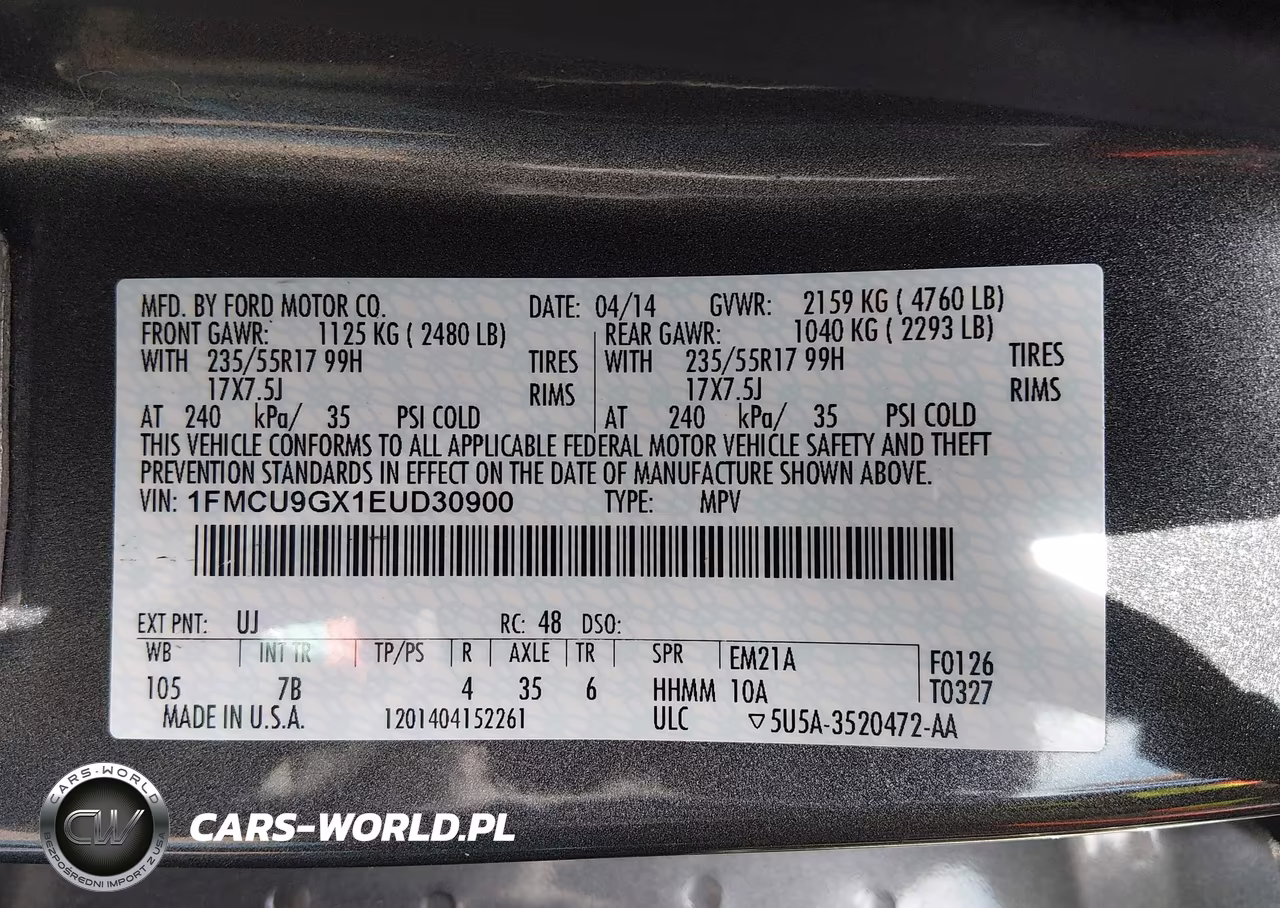 MFD. BY FORD MOTOR CO. DATE: 04/14 GVWR: 2159 KG ( 4760 LB)
FRONT GAWR: 1125 KG ( 2480 LB) REAR GAWR: 1040 KG ( 2293 LB)
WITH 235/55R17 99H TIRES WITH 235/55R17 99H TIRES
17X7.5J RIMS 17X7.5J RIMS
AT 240 kPa/ 35 PSI COLD AT 240 kPa/ 35 PSI COLD
THIS VEHICLE CONFORMS TO ALL APPLICABLE FEDERAL MOTOR VEHICLE SAFETY AND THEFT
PREVENTION STANDARDS IN EFFECT ON THE DATE OF MANUFACTURE SHOWN ABOVE.
VIN: 1FMCU9GX1EUD30900 TYPE: MPV
EXT PNT: UJ RC: 48 DSO:
WB INT TR TP/PS R AXLE TR SPR EM21A F0126
105 7B 4 35 6 HHMM 10A T0327
MADE IN U.S.A. 1201404152261 ULC ▽5U5A-3520472-AA
CARS-WORLD
CW
BEZPOŚREDNI IMPORT Z USA
CARS-WORLD.PL